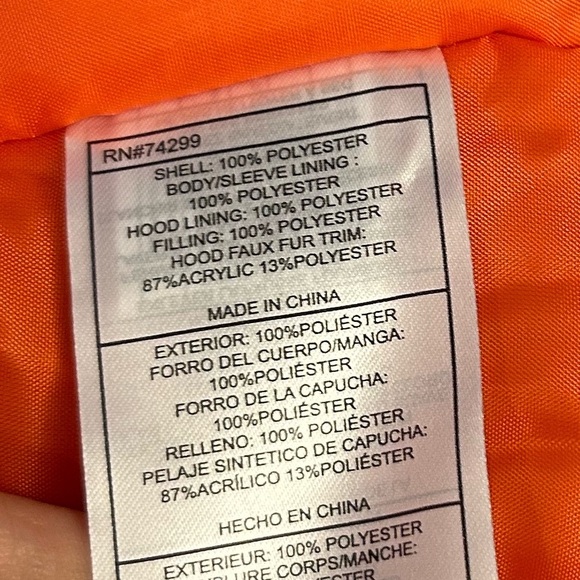 RN#74299
SHELL: 100% POLYESTER
BODY/SLEEVE LINING :
100% POLYESTER
HOOD LINING: 100% POLYESTER
FILLING: 100% POLYESTER
HOOD FAUX FUR TRIM:
87%ACRYLIC 13%POLYESTER
MADE IN CHINA
EXTERIOR: 100%POLIÉSTER
FORRO DEL CUERPO/MANGA:
100%POLIÉSTER
FORRO DE LA CAPUCHA:
100%POLIÉSTER
RELLENO: 100% POLIÉSTER
PELAJE SINTETICO DE CAPUCHA:
87%ACRÍLICO 13%POLIÉSTER
HECHO EN CHINA
EXTERIEUR: 100% POLYESTER
CORPS/MANCHE: